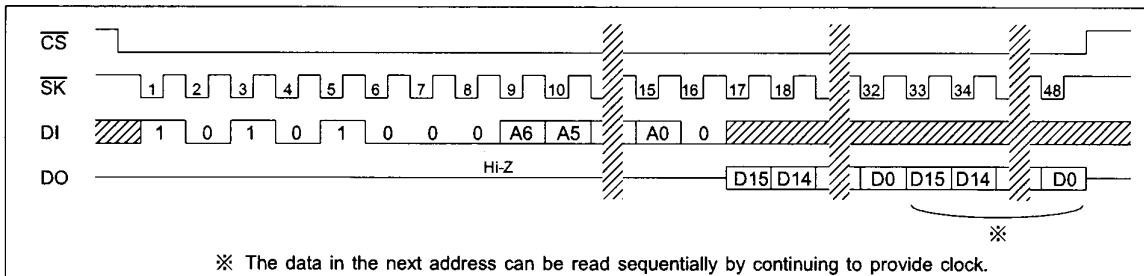 CS
SK 1 2 3 4 5 6 7 8 9 10 15 16 17 18 32 33 34 48
DI 1 0 1 0 1 0 0 0 A6 A5 A0 0
Hi-Z
DO D15 D14 D0 D15 D14 D0
※
※ The data in the next address can be read sequentially by continuing to provide clock.